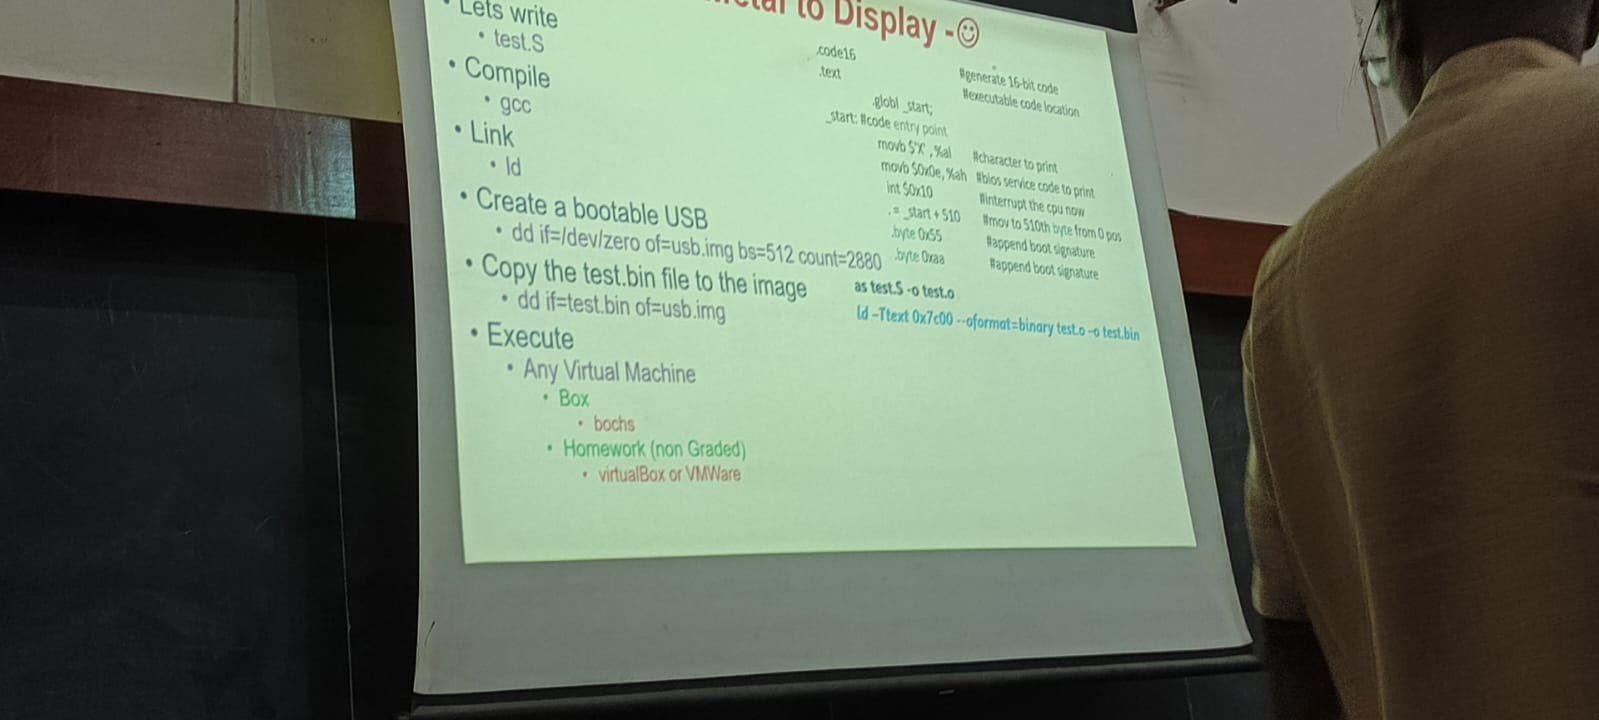 to Display -☺
• Lets write
• test.S
• Compile
• gcc
• Link
• ld
• Create a bootable USB
• dd if=/dev/zero of=usb.img bs=512 count=2880
• Copy the test.bin file to the image
• dd if=test.bin of=usb.img
• Execute
• Any Virtual Machine
• Box
• bochs
• Homework (non Graded)
• virtualBox or VMWare
.code16 #generate 16-bit code
.text #executable code location
.globl _start;
_start: #code entry point
movb $'X' , %al #character to print
movb $0x0e, %ah #bios service code to print
int $0x10 #interrupt the cpu now
. = _start + 510 #mov to 510th byte from 0 pos
.byte 0x55 #append boot signature
.byte 0xaa #append boot signature
as test.S -o test.o
ld –Ttext 0x7c00 --oformat=binary test.o –o test.bin